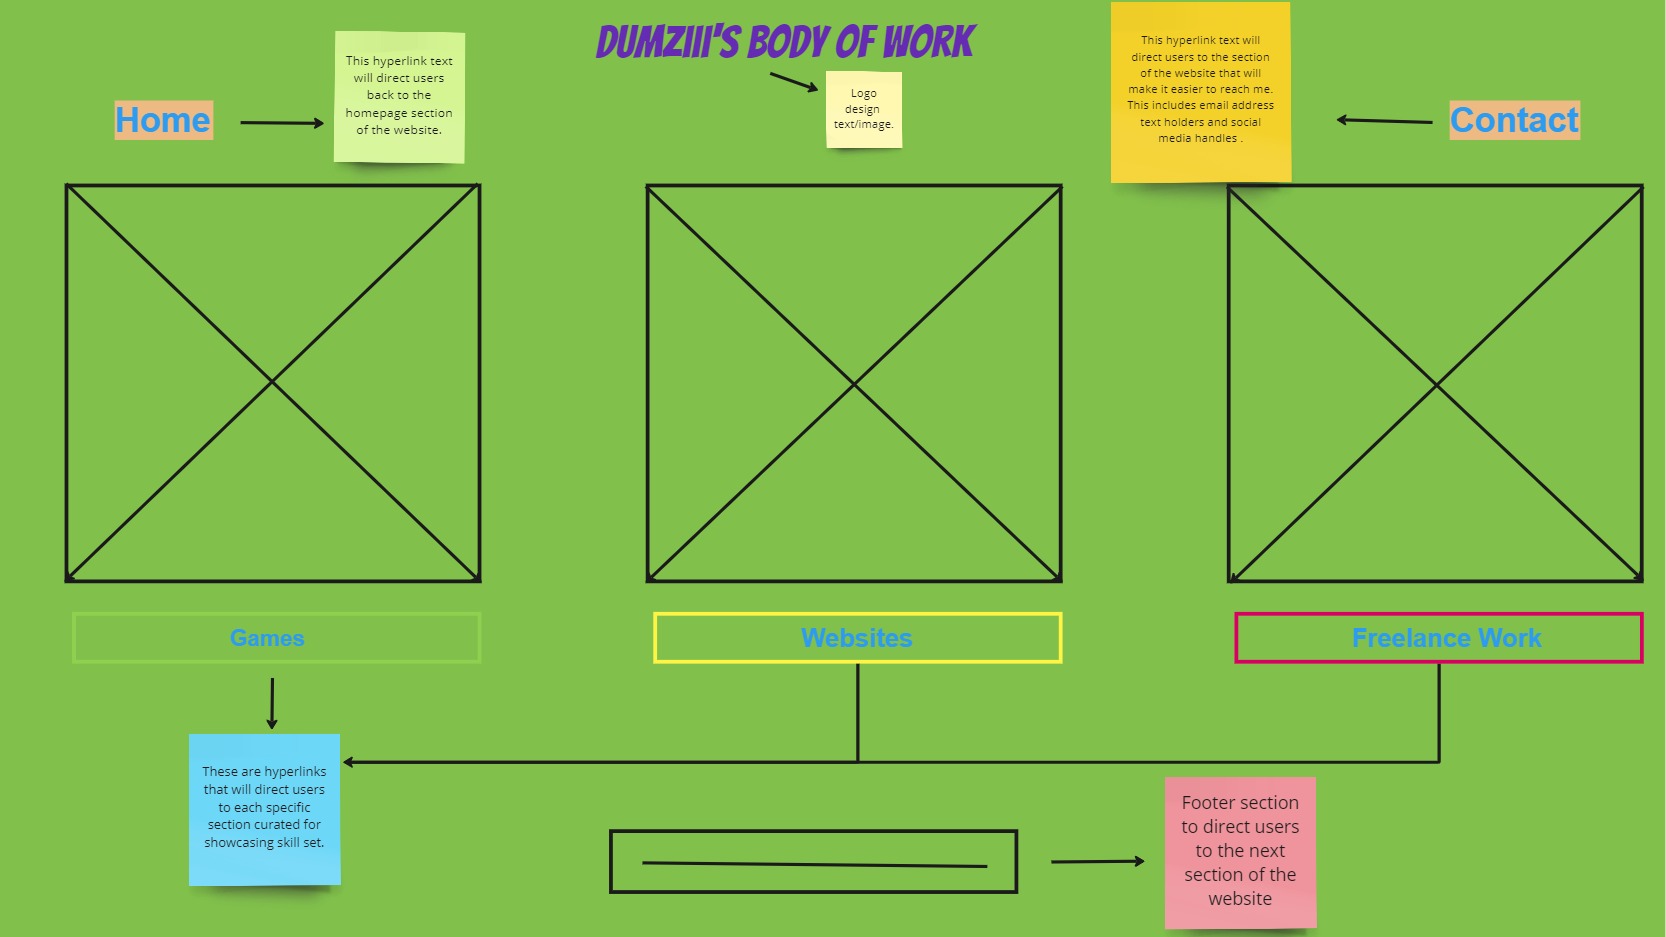 DUMZIII'S BODY OF WORK
This hyperlink text
will direct users
back to the
homepage section
of the website.
Logo
design
text/image.
This hyperlink text will
direct users to the section
of the website that will
make it easier to reach me.
This includes email address
text holders and social
media handles .
Home
Contact
Games
Websites
Freelance Work
These are hyperlinks
that will direct users
to each specific
section curated for
showcasing skill set.
Footer section
to direct users
to the next
section of the
website